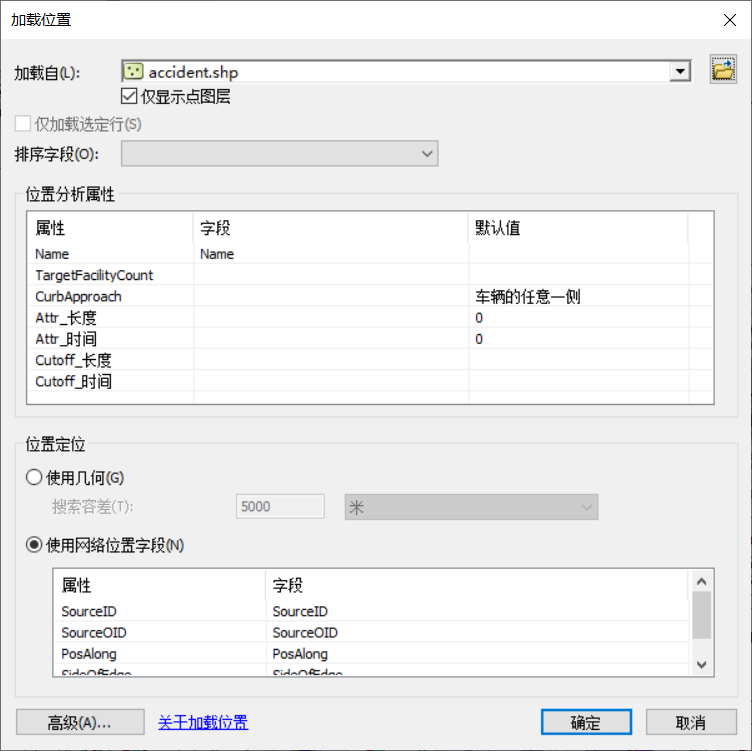 加载位置
加载自(L):
accident.shp
仅显示点图层
仅加载选定行(S)
排序字段(O):
位置分析属性
属性 字段 默认值
Name Name
TargetFacilityCount
CurbApproach 车辆的任意一侧
Attr_长度 0
Attr_时间 0
Cutoff_长度
Cutoff_时间
位置定位
使用几何(G)
搜索容差(T): 5000 米
使用网络位置字段(N)
属性 字段
SourceID SourceID
SourceOID SourceOID
PosAlong PosAlong
SideOfEdge SideOfEdge
高级(A)... 关于加载位置 确定 取消